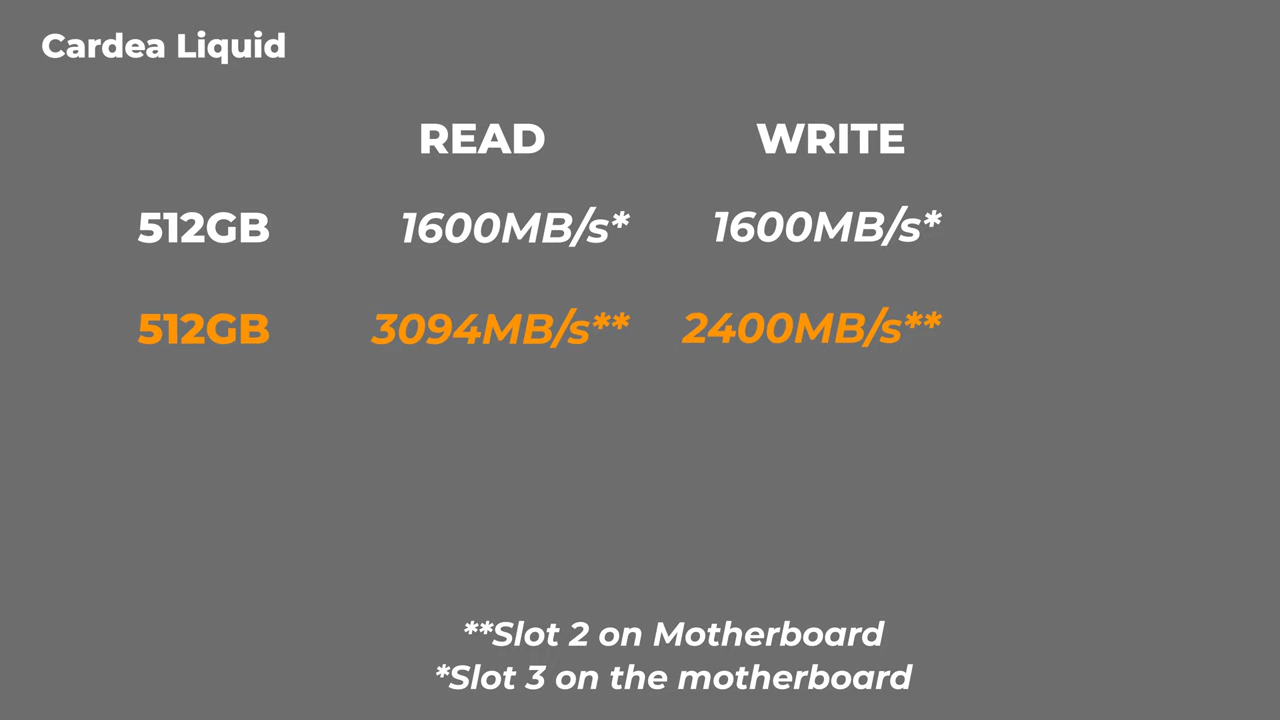 Cardea Liquid
READ WRITE
512GB 1600MB/s* 1600MB/s*
512GB 3094MB/s** 2400MB/s**
**Slot 2 on Motherboard
*Slot 3 on the motherboard